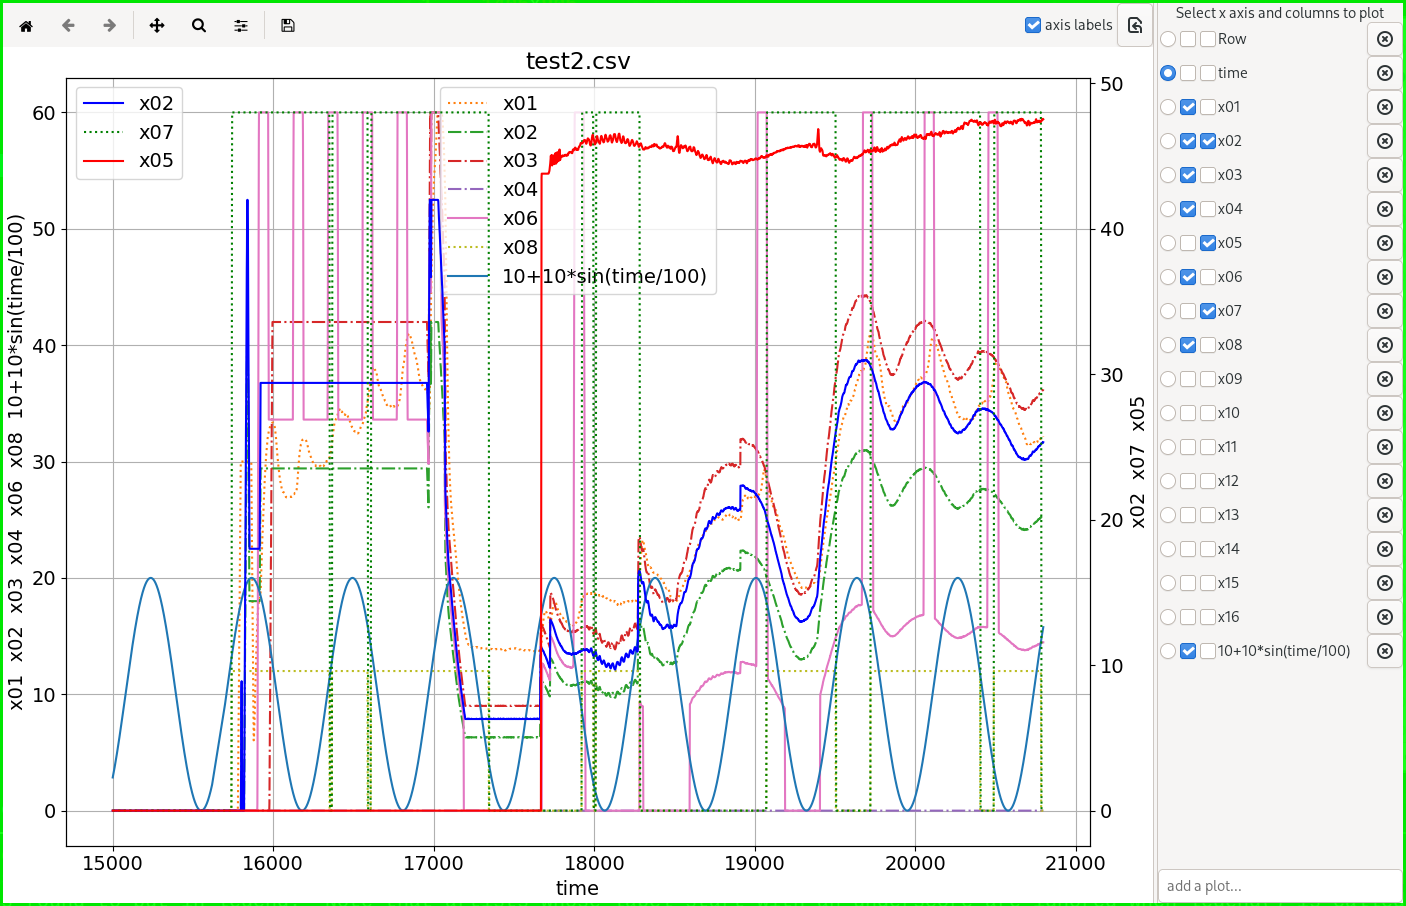 axis labels
Select x axis and columns to plot
test2.csv
x02
x07
x05
x01
x02
x03
x04
x06
x08
10+10*sin(time/100)
60
50
40
30
20
10
0
50
40
30
20
10
0
15000
16000
17000
18000
19000
20000
21000
time
x01 x02 x03 x04 x06 x08 10+10*sin(time/100)
x02 x07 x05
Row
time
x01
x02
x03
x04
x05
x06
x07
x08
x09
x10
x11
x12
x13
x14
x15
x16
10+10*sin(time/100)
add a plot...